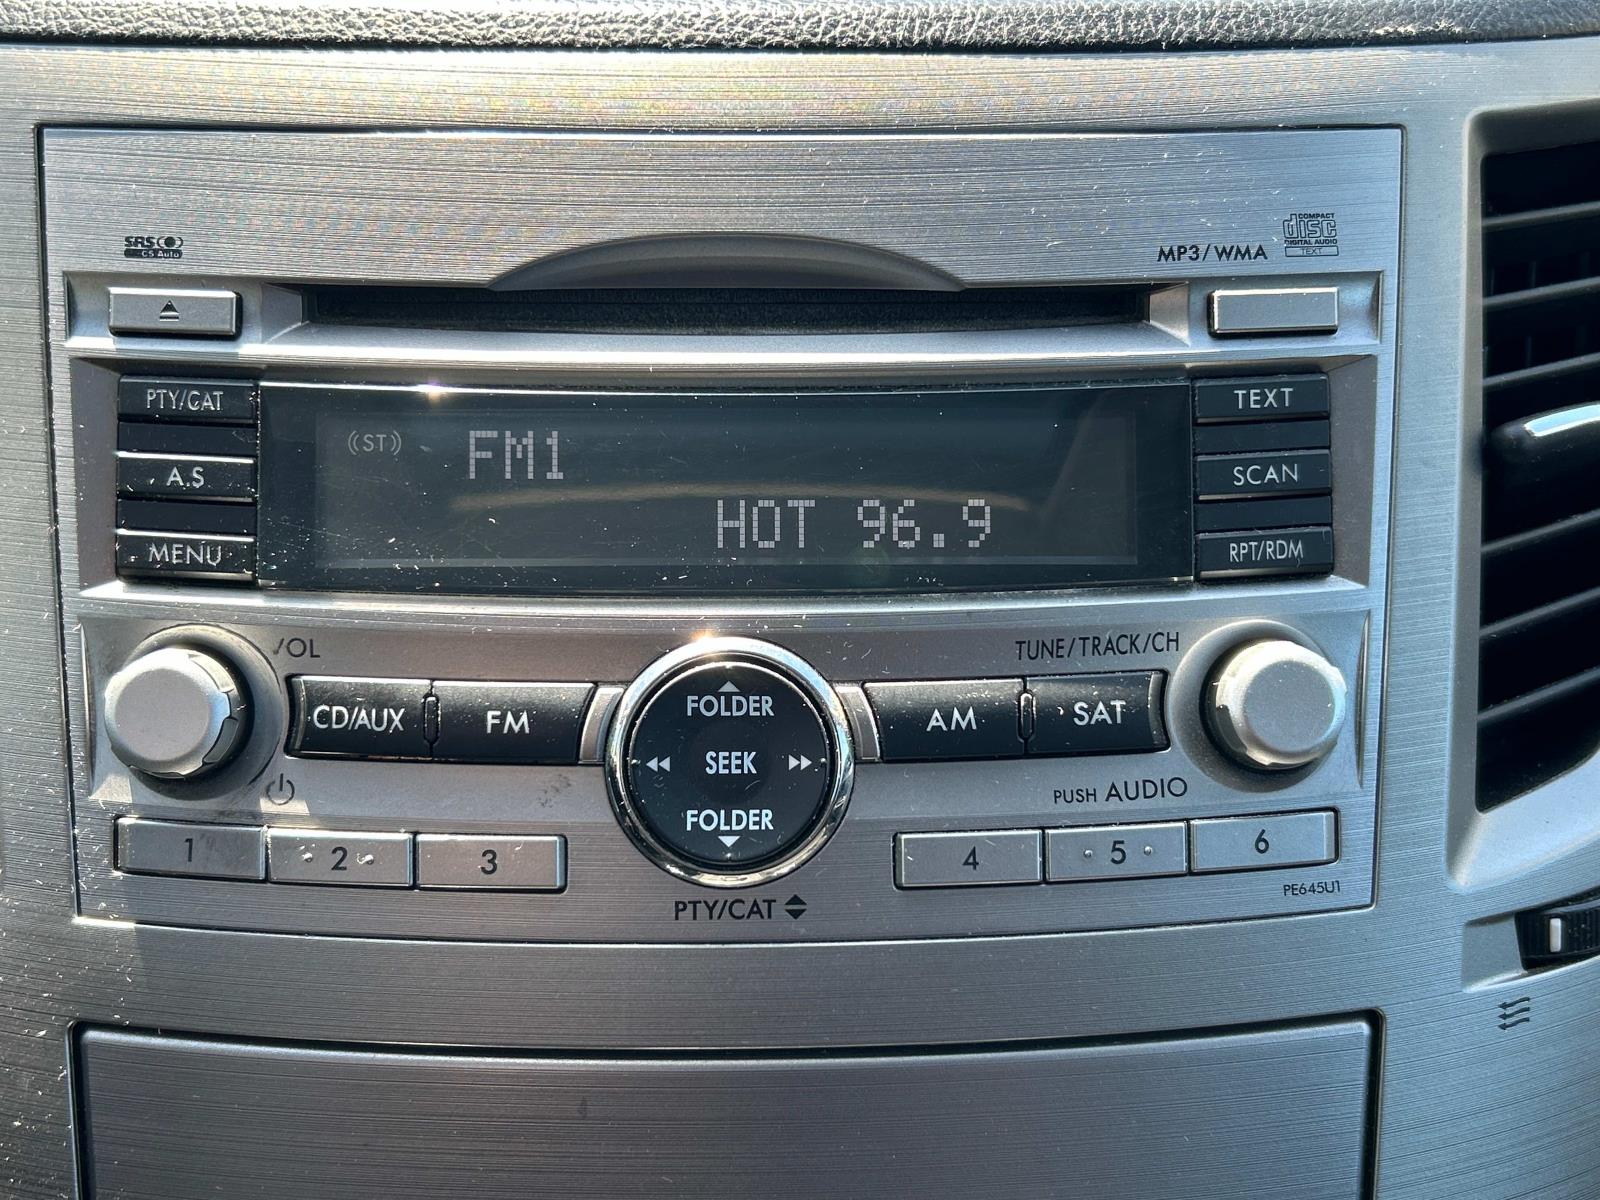 SRS
CS Auto
MP3/WMA
COMPACT
disc
DIGITAL AUDIO
TEXT
PTY/CAT
A.S
MENU
((ST))
FM1
HOT 96.9
TEXT
SCAN
RPT/RDM
VOL
TUNE/TRACK/CH
CD/AUX
FM
FOLDER
SEEK
FOLDER
AM
SAT
PUSH AUDIO
1
2
3
4
5
6
PE645U1
PTY/CAT